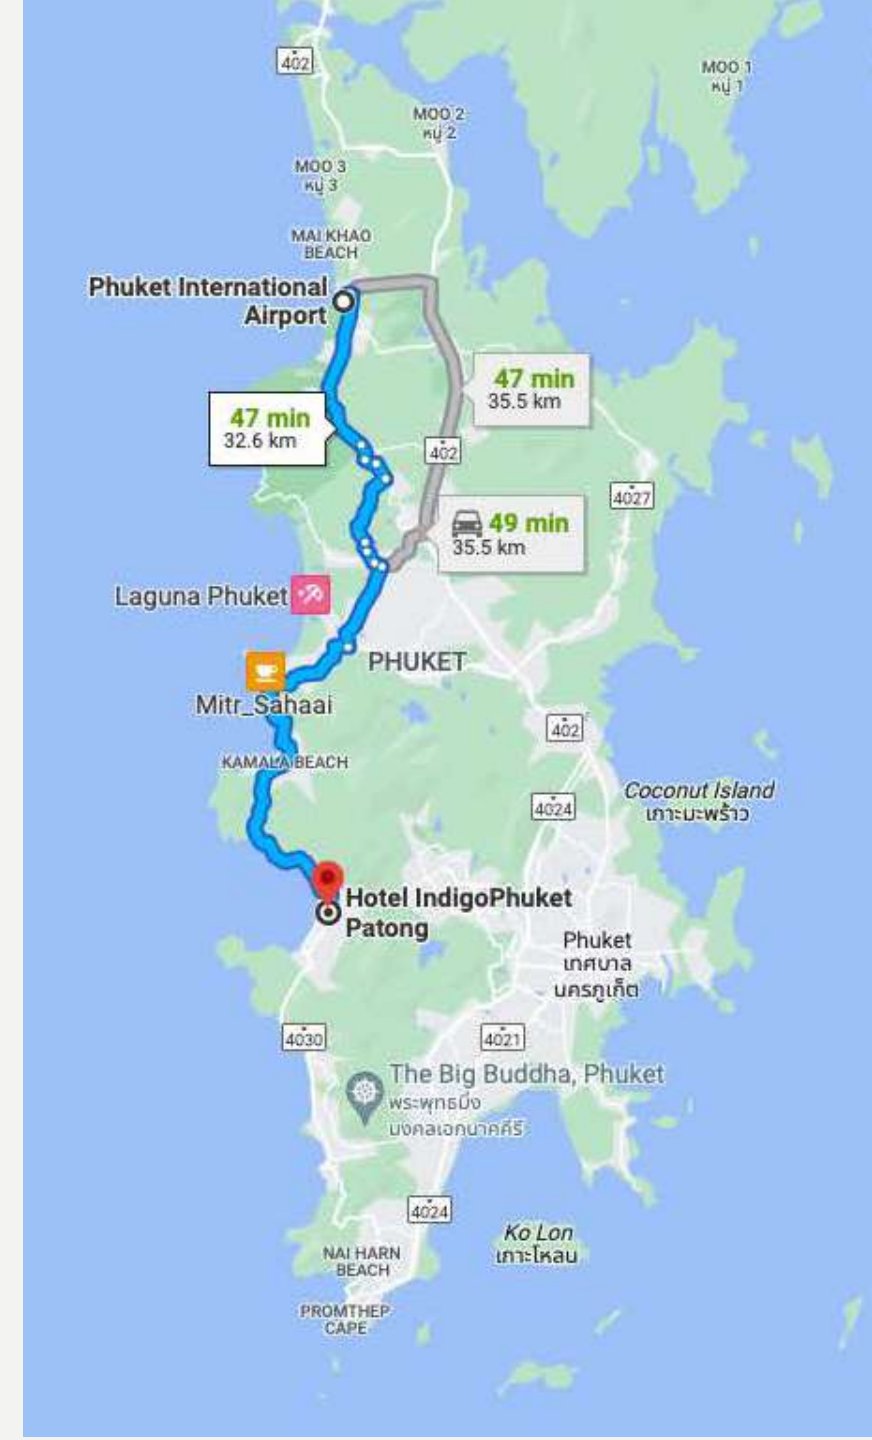 402
MOO 1
หมู่ 1
MOO 2
หมู่ 2
MOO 3
หมู่ 3
MAI KHAO
BEACH
Phuket International
Airport
47 min
35.5 km
47 min
32.6 km
402
4027
49 min
35.5 km
Laguna Phuket
PHUKET
Mitr_Sahaai
402
KAMALA BEACH
Coconut Island
เกาะมะพร้าว
4024
Hotel IndigoPhuket
Patong
Phuket
เทศบาล
นครภูเก็ต
4030
4021
The Big Buddha, Phuket
พระพุทธมิ่ง
มงคลเอกนาคคีรี
4024
Ko Lon
เกาะโหลน
NAI HARN
BEACH
PROMTHEP
CAPE